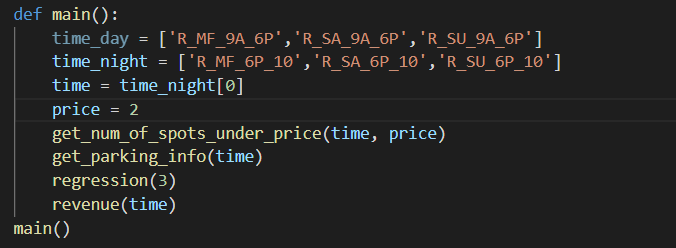 def main():
    time_day = ['R_MF_9A_6P','R_SA_9A_6P','R_SU_9A_6P']
    time_night = ['R_MF_6P_10','R_SA_6P_10','R_SU_6P_10']
    time = time_night[0]
    price = 2
    get_num_of_spots_under_price(time, price)
    get_parking_info(time)
    regression(3)
    revenue(time)
main()